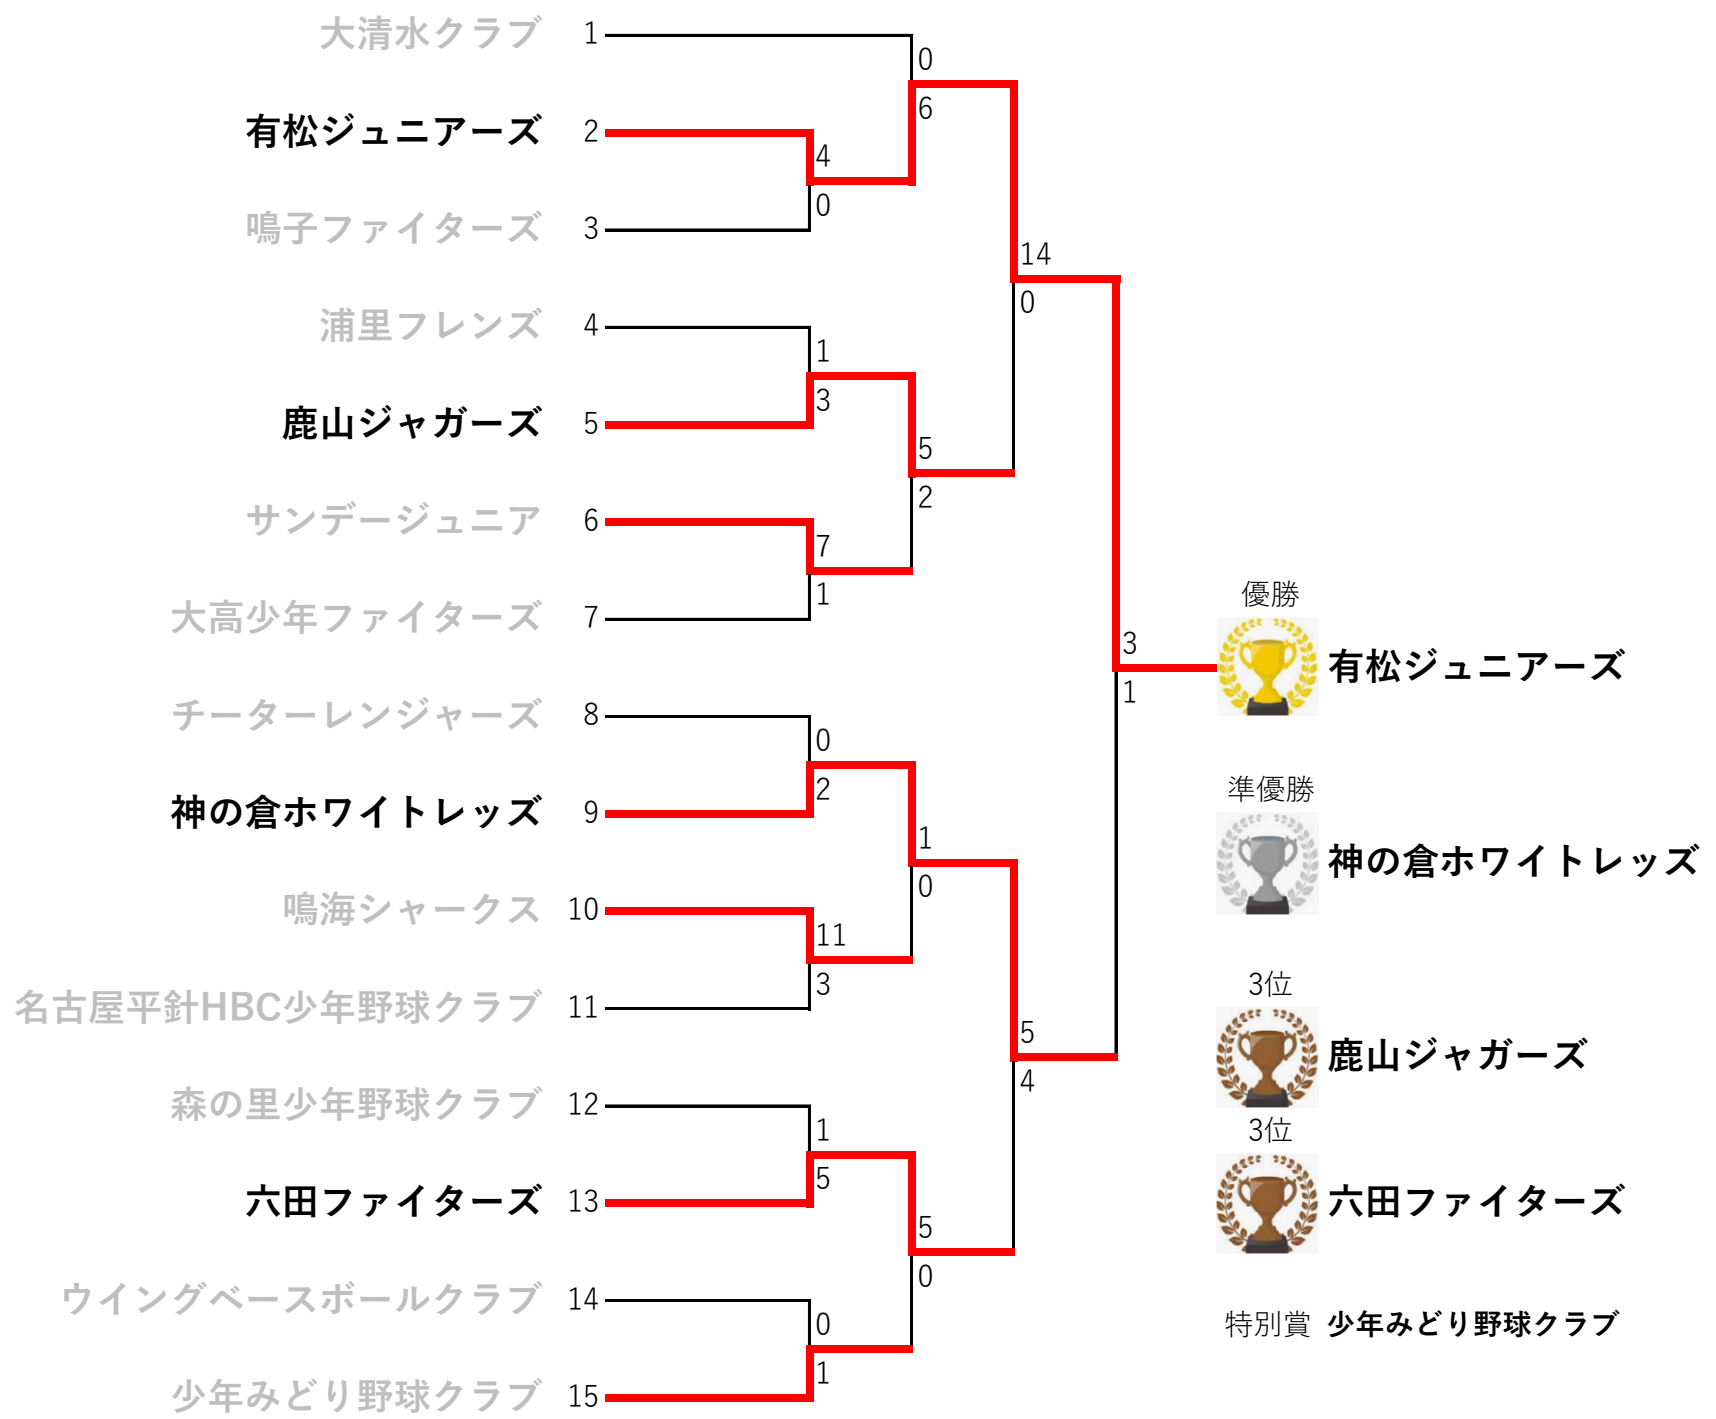 大清水クラブ 1
0
6
有松ジュニアーズ 2
4
0
鳴子ファイターズ 3
14
0
浦里フレンズ 4
1
3
鹿山ジャガーズ 5
5
2
サンデージュニア 6
7
1
大高少年ファイターズ 7
3
1
チーターレンジャーズ 8
0
2
神の倉ホワイトレッズ 9
1
0
鳴海シャークス 10
11
3
名古屋平針HBC少年野球クラブ 11
5
4
森の里少年野球クラブ 12
1
5
六田ファイターズ 13
5
0
ウイングベースボールクラブ 14
0
1
少年みどり野球クラブ 15
優勝
有松ジュニアーズ
準優勝
神の倉ホワイトレッズ
3位
鹿山ジャガーズ
3位
六田ファイターズ
特別賞 少年みどり野球クラブ